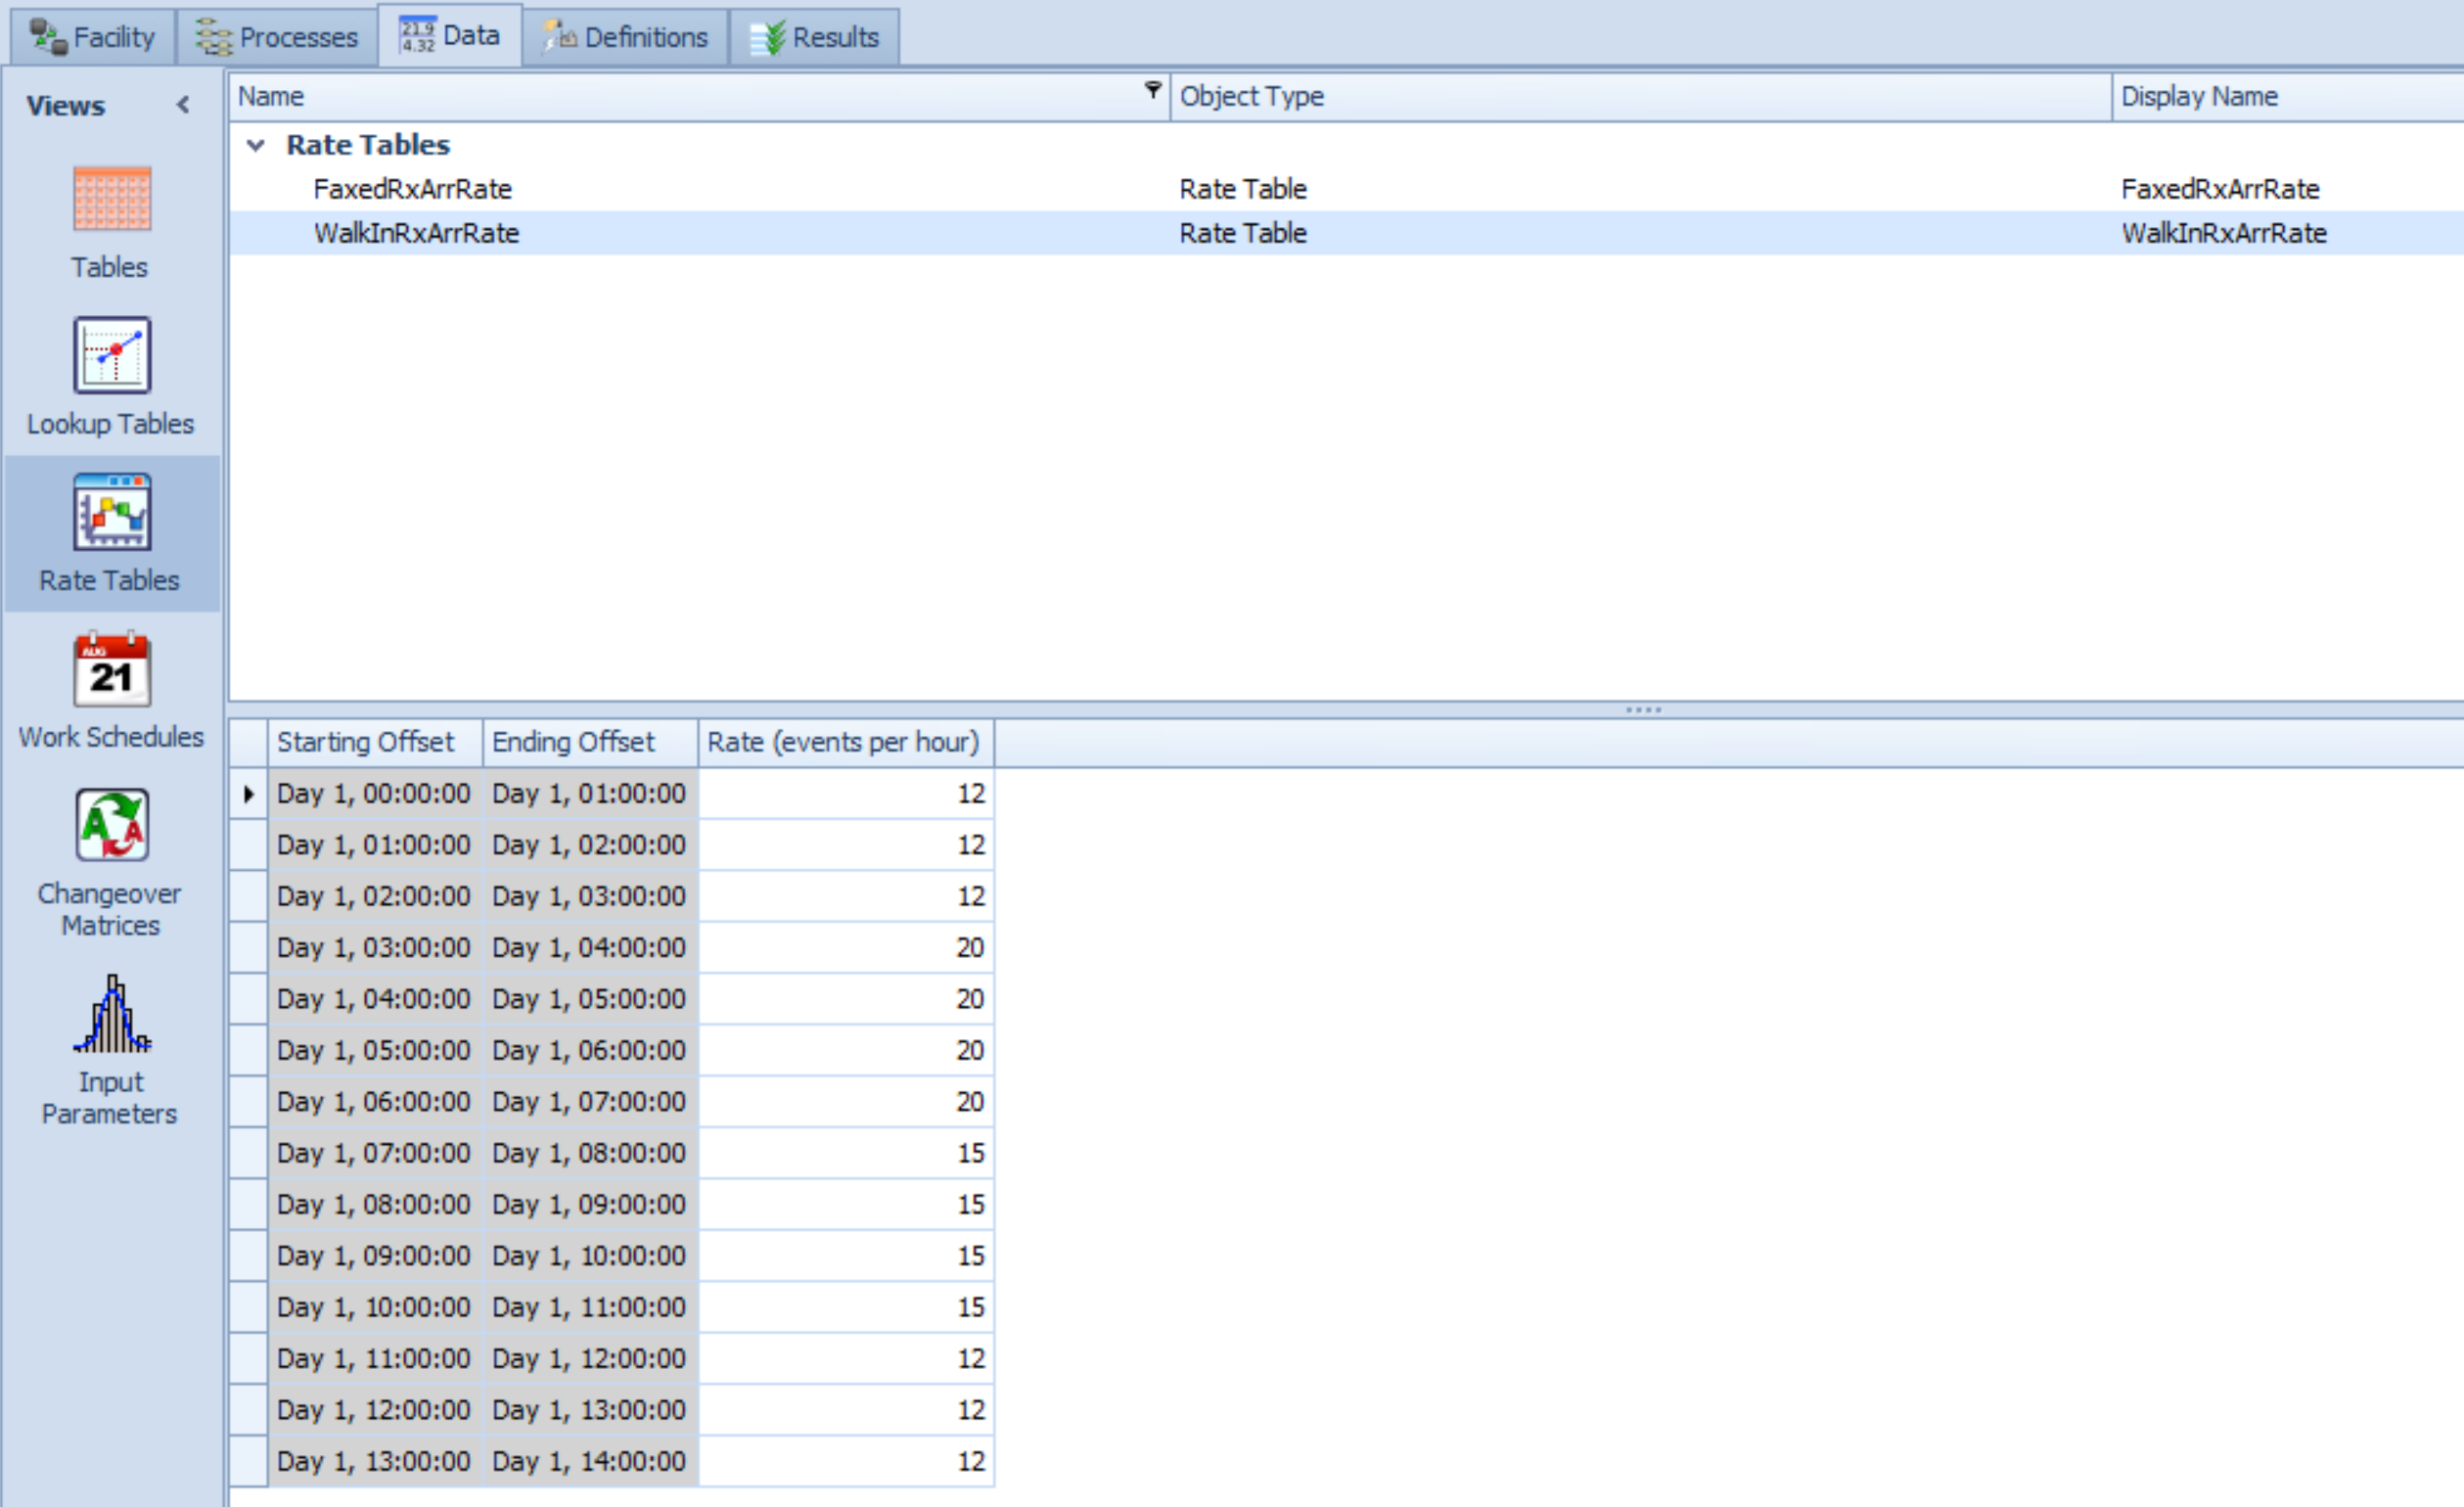 Facility Processes 21.9 4.32 Data Definitions Results
Views
Tables
Lookup Tables
Rate Tables
AUG
21
Work Schedules
A A
Changeover
Matrices
Input
Parameters
Name Object Type Display Name
Rate Tables
FaxedRxArrRate Rate Table FaxedRxArrRate
WalkInRxArrRate Rate Table WalkInRxArrRate
Starting Offset Ending Offset Rate (events per hour)
Day 1, 00:00:00 Day 1, 01:00:00 12
Day 1, 01:00:00 Day 1, 02:00:00 12
Day 1, 02:00:00 Day 1, 03:00:00 12
Day 1, 03:00:00 Day 1, 04:00:00 20
Day 1, 04:00:00 Day 1, 05:00:00 20
Day 1, 05:00:00 Day 1, 06:00:00 20
Day 1, 06:00:00 Day 1, 07:00:00 20
Day 1, 07:00:00 Day 1, 08:00:00 15
Day 1, 08:00:00 Day 1, 09:00:00 15
Day 1, 09:00:00 Day 1, 10:00:00 15
Day 1, 10:00:00 Day 1, 11:00:00 15
Day 1, 11:00:00 Day 1, 12:00:00 12
Day 1, 12:00:00 Day 1, 13:00:00 12
Day 1, 13:00:00 Day 1, 14:00:00 12